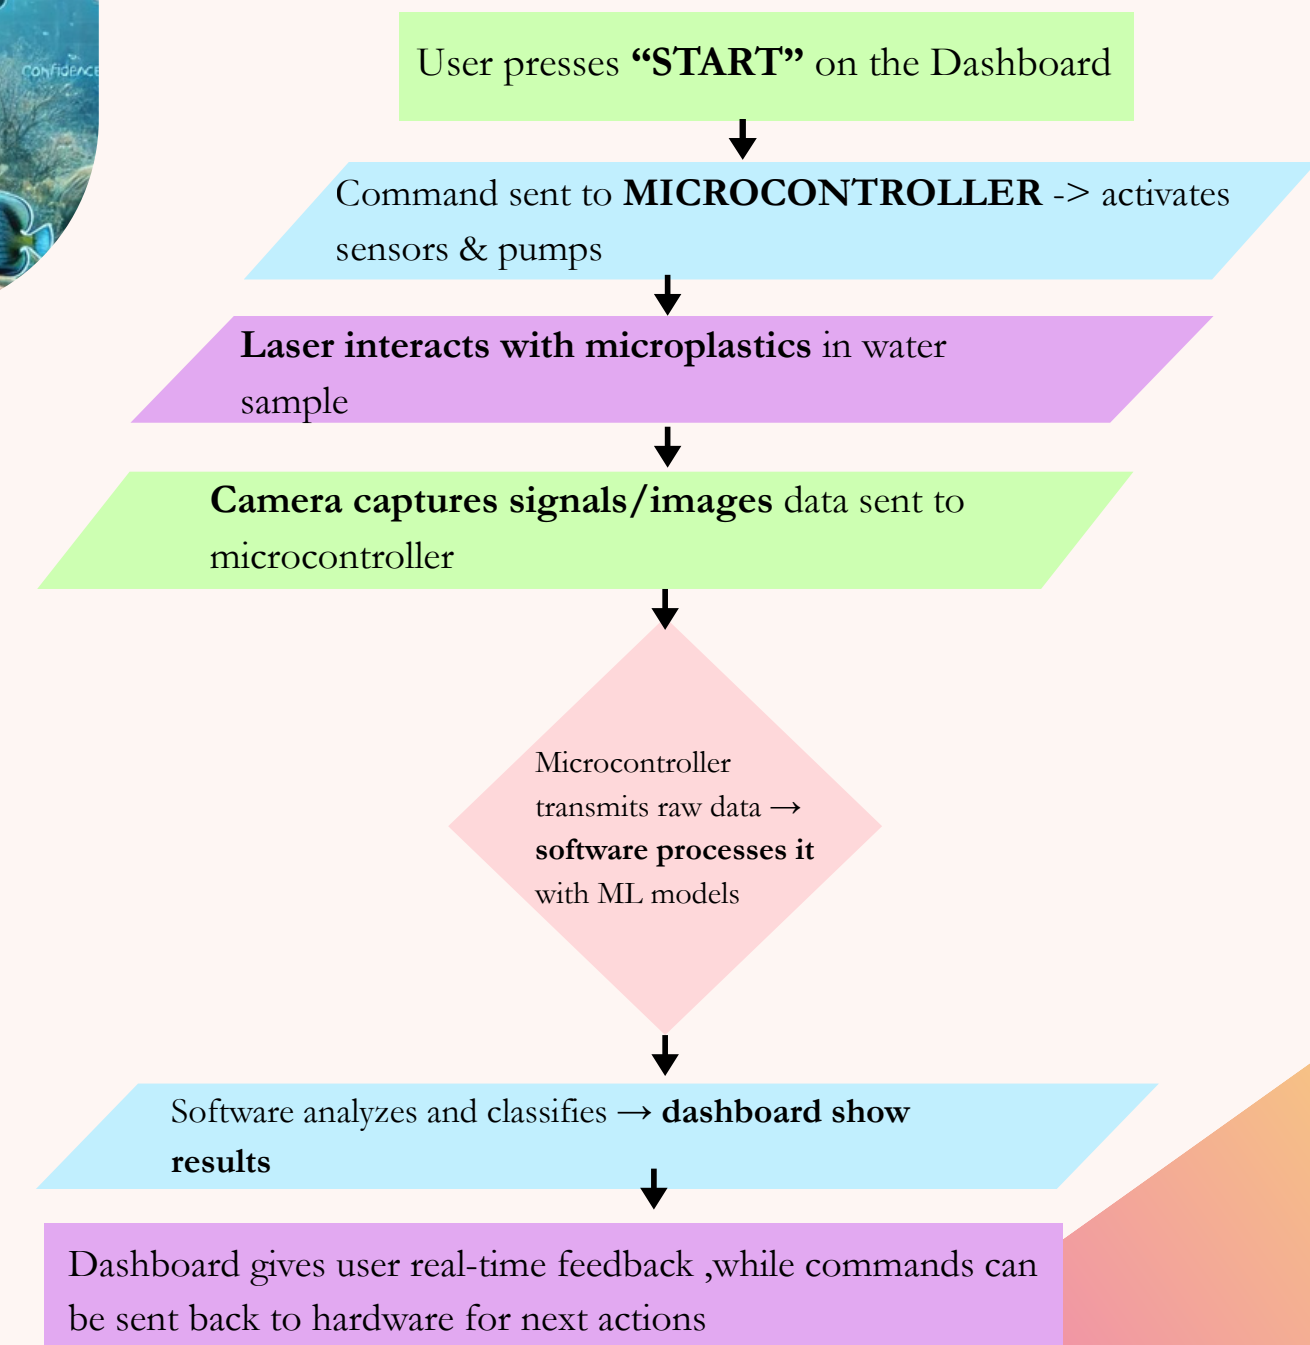 CONFIDENCE
User presses “START” on the Dashboard
Command sent to MICROCONTROLLER -> activates
sensors & pumps
Laser interacts with microplastics in water
sample
Camera captures signals/images data sent to
microcontroller
Microcontroller
transmits raw data →
software processes it
with ML models
Software analyzes and classifies → dashboard show
results
Dashboard gives user real-time feedback ,while commands can
be sent back to hardware for next actions